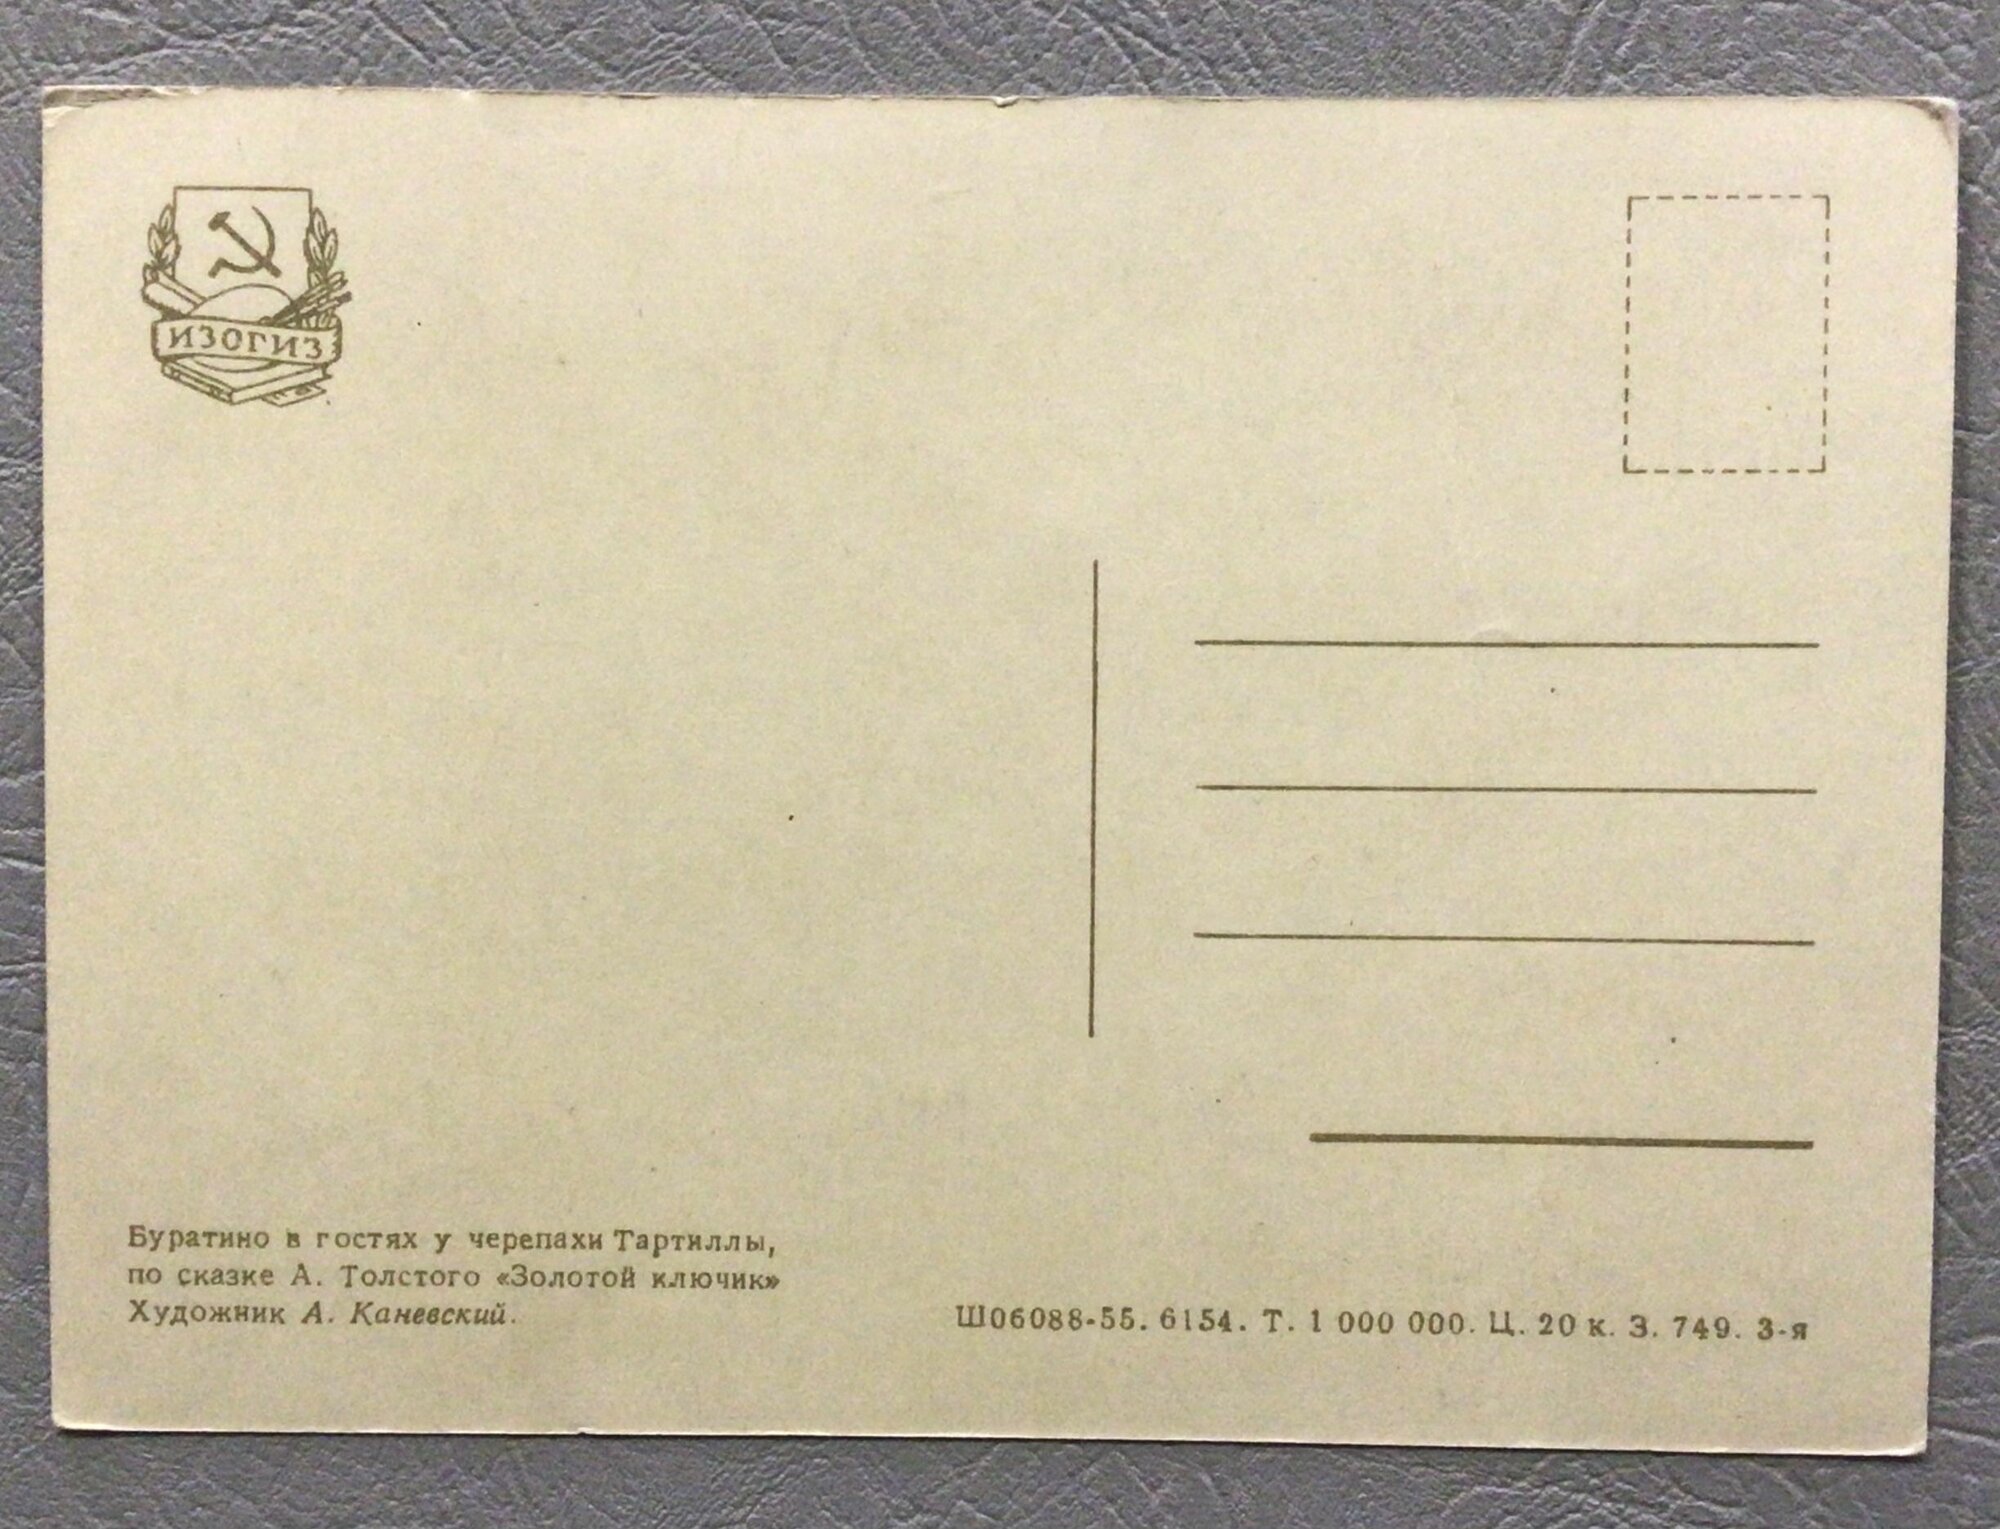 ИЗОГИЗ
Буратино в гостях у черепахи Тартиллы,
по сказке А. Толстого «Золотой ключик»
Художник А. Каневский.
Ш06088-55. 6154. Т. 1 000 000. Ц. 20 к. З. 749. 3-я